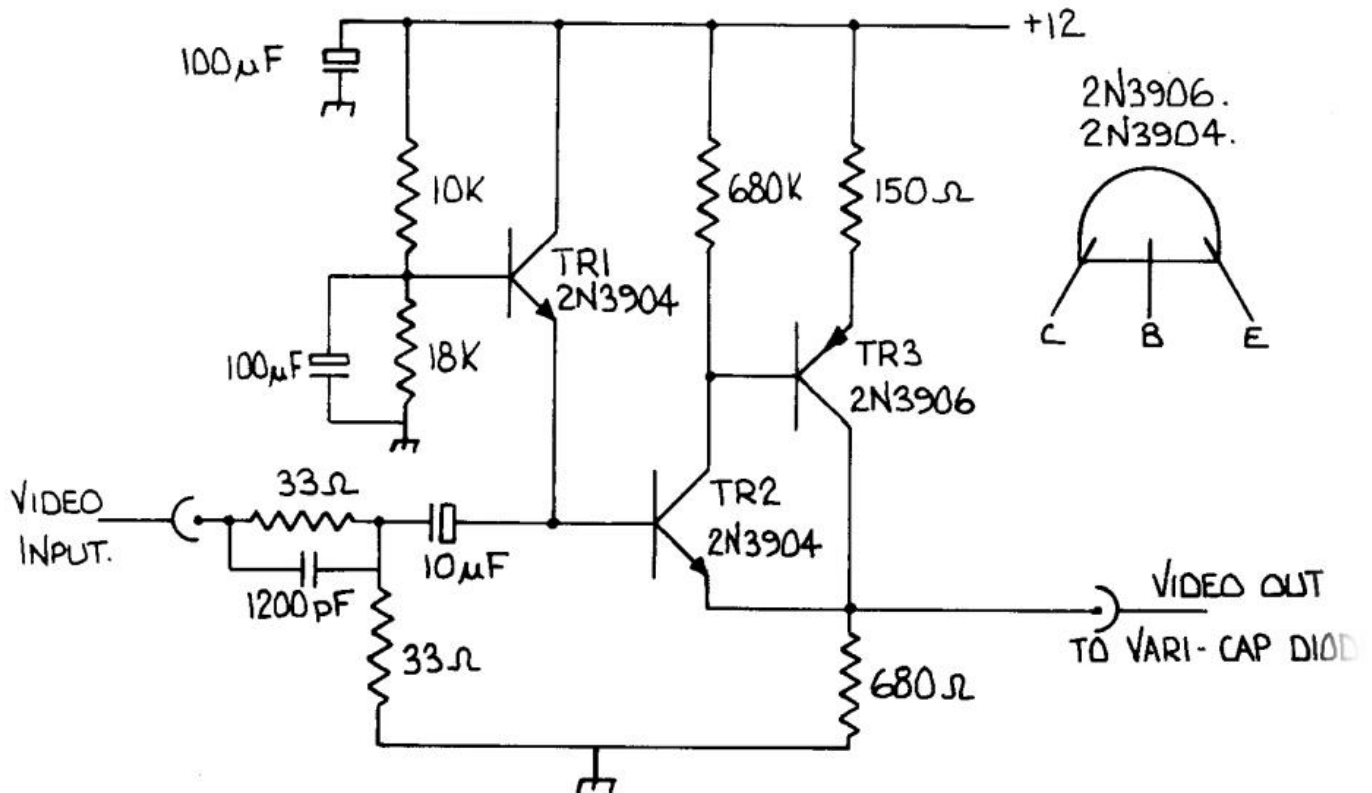 +12
100µF
2N3906.
2N3904.
10K
680K
150Ω
TR1
2N3904
C
B
E
100µF
18K
TR3
2N3906
33Ω
TR2
2N3904
VIDEO
INPUT.
10µF
1200pF
VIDEO OUT
TO VARI-CAP DIOD
33Ω
680Ω